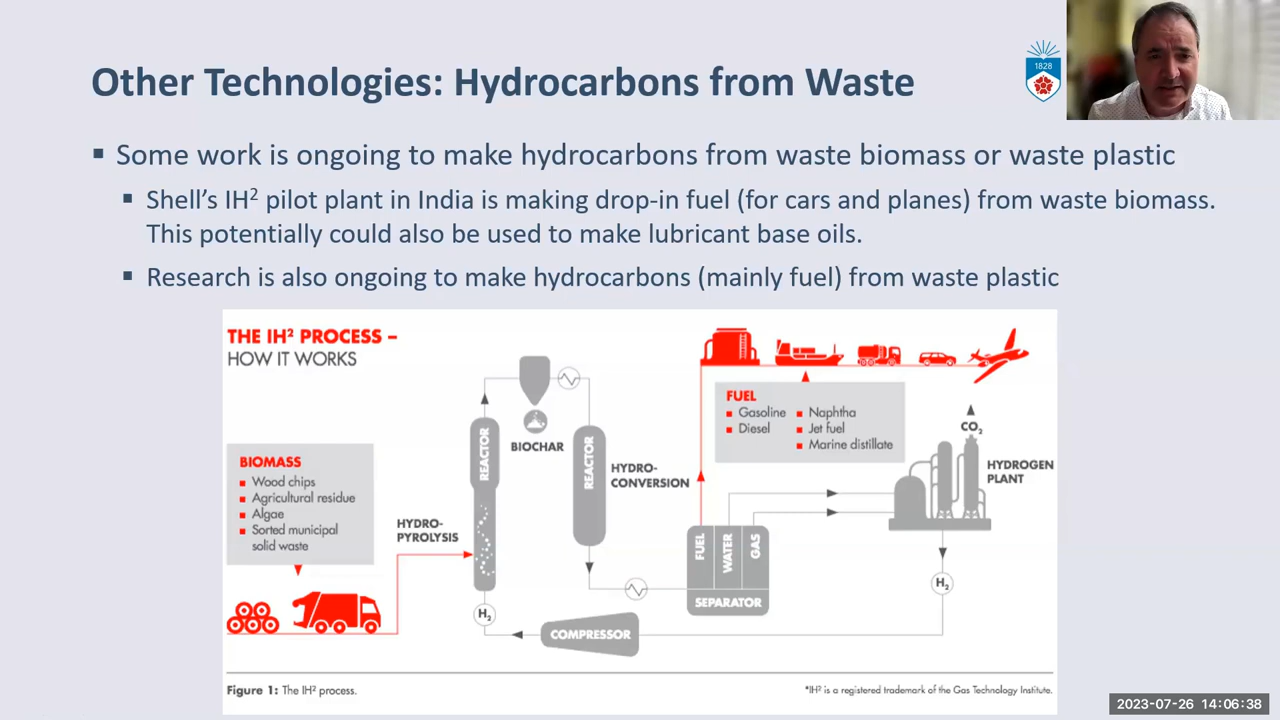 Other Technologies: Hydrocarbons from Waste
1828
▪ Some work is ongoing to make hydrocarbons from waste biomass or waste plastic
▪ Shell's IH² pilot plant in India is making drop-in fuel (for cars and planes) from waste biomass.
This potentially could also be used to make lubricant base oils.
▪ Research is also ongoing to make hydrocarbons (mainly fuel) from waste plastic
THE IH² PROCESS –
HOW IT WORKS
BIOMASS
▪ Wood chips
▪ Agricultural residue
▪ Algae
▪ Sorted municipal
solid waste
HYDRO-
PYROLYSIS
REACTOR
H₂
BIOCHAR
REACTOR
HYDRO-
CONVERSION
COMPRESSOR
FUEL
▪ Gasoline
▪ Diesel
▪ Naphtha
▪ Jet fuel
▪ Marine distillate
FUEL
WATER
GAS
SEPARATOR
CO₂
HYDROGEN
PLANT
H₂
Figure 1: The IH² process.
*IH² is a registered trademark of the Gas Technology Institute.
2023-07-26 14:06:38